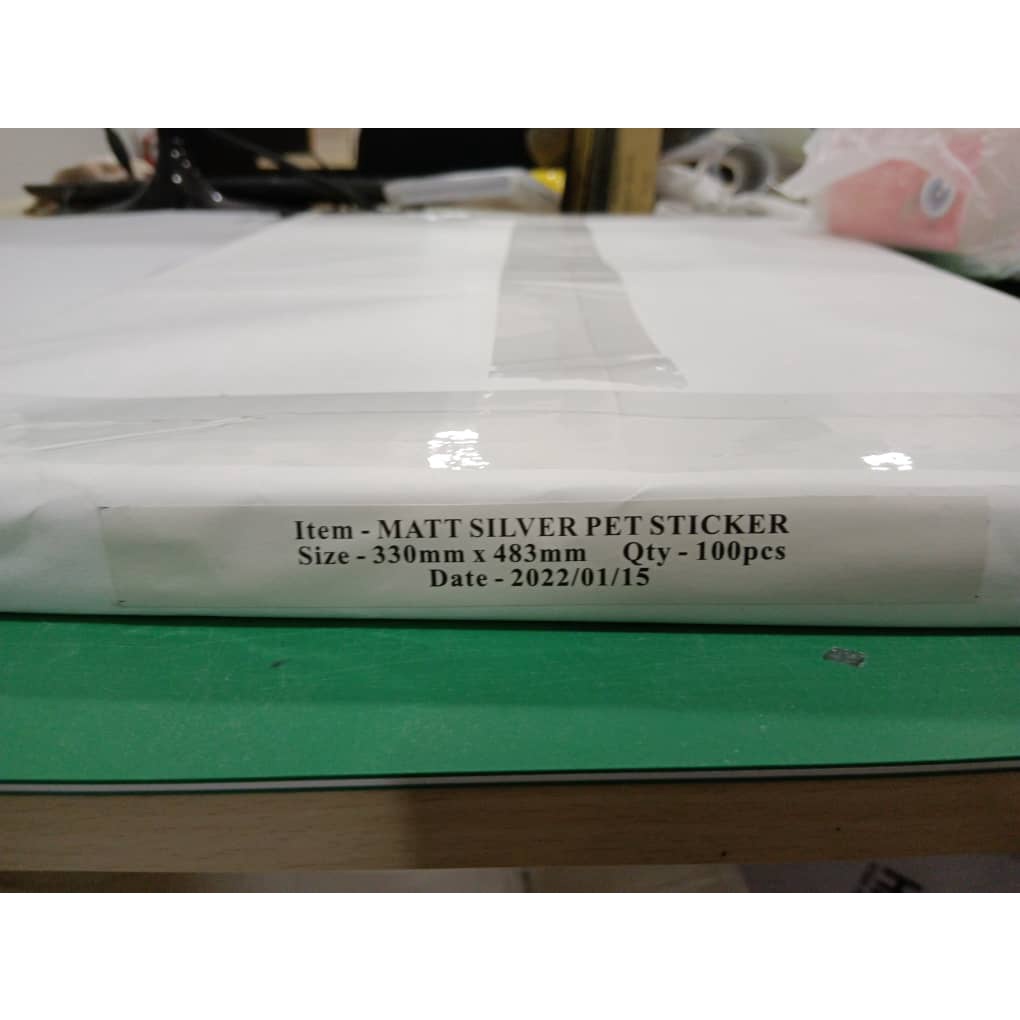 Item - MATT SILVER PET STICKER
Size - 330mm x 483mm Qty - 100pcs
Date - 2022/01/15